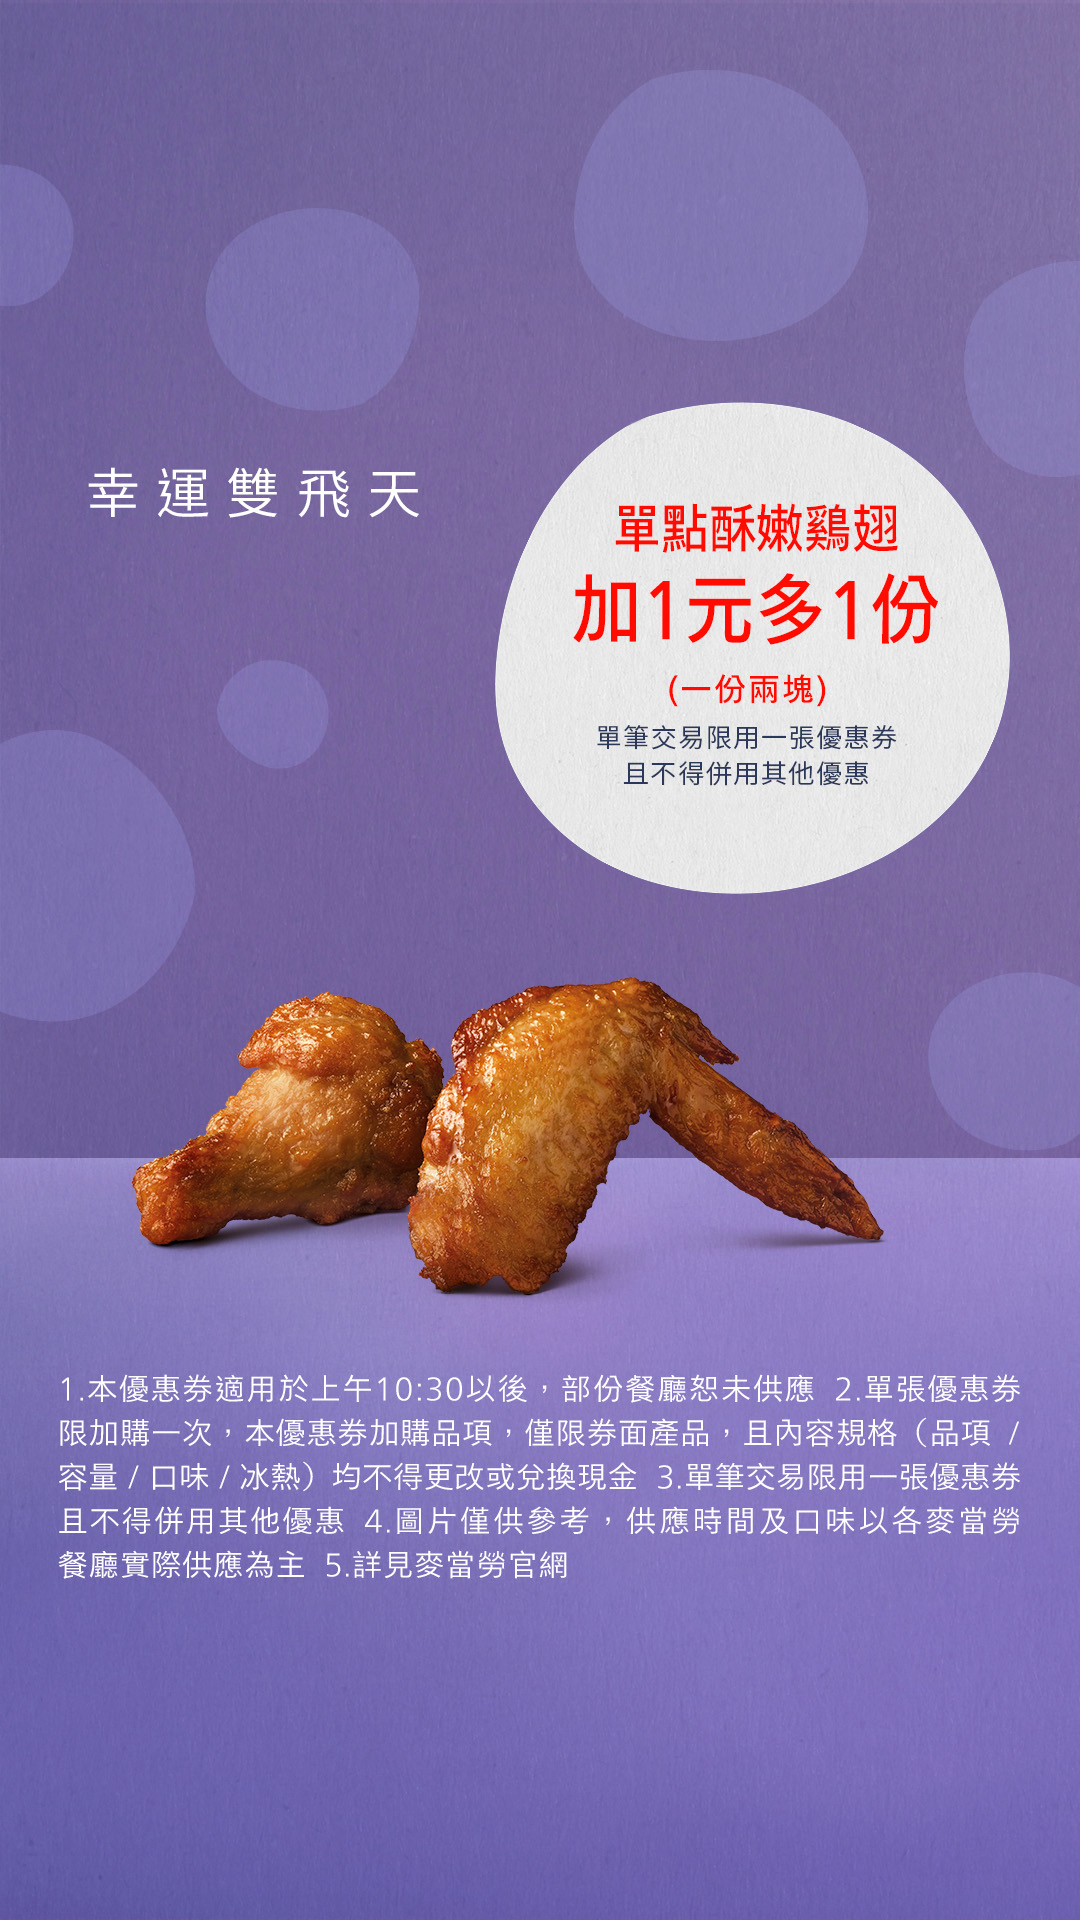 幸運雙飛天
單點酥嫩鷄翅
加1元多1份
(一份兩塊)
單筆交易限用一張優惠券
且不得併用其他優惠
1.本優惠券適用於上午10:30以後，部份餐廳恕未供應 2.單張優惠券
限加購一次，本優惠券加購品項，僅限券面產品，且內容規格（品項 /
容量 / 口味 / 冰熱）均不得更改或兌換現金 3.單筆交易限用一張優惠券
且不得併用其他優惠 4.圖片僅供參考，供應時間及口味以各麥當勞
餐廳實際供應為主 5.詳見麥當勞官網